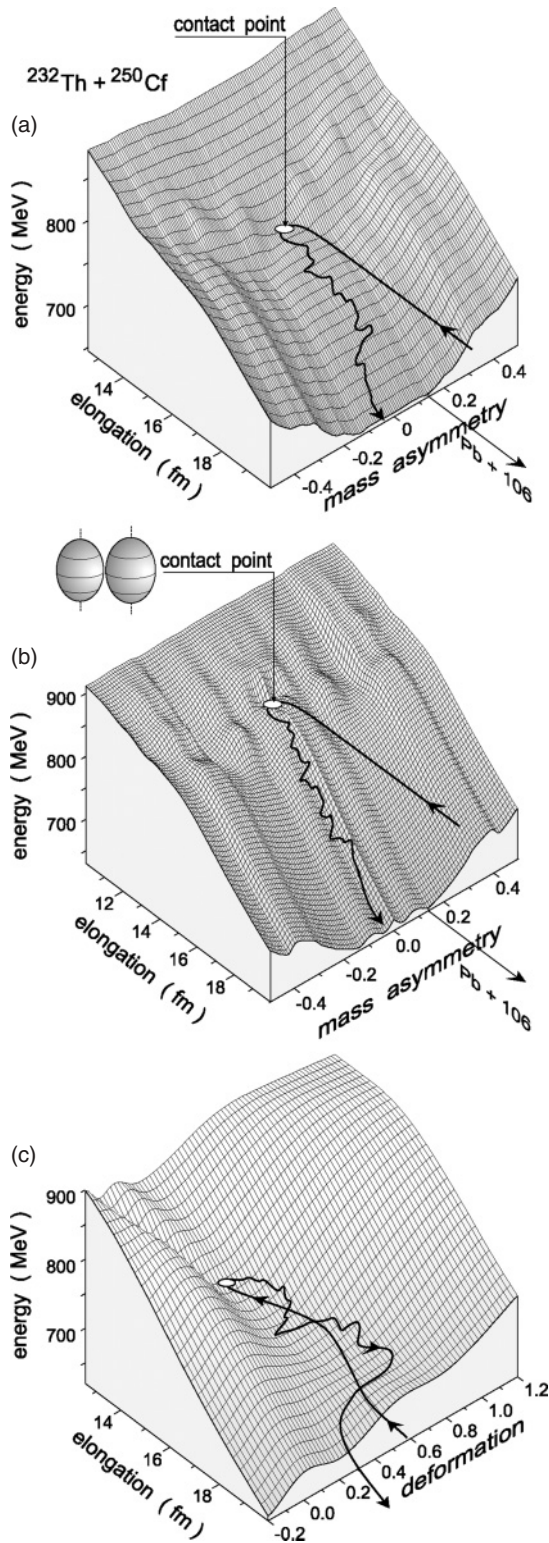 contact point
²³²Th + ²⁵⁰Cf
(a)
energy ( MeV )
800
700
14
16
18
elongation ( fm )
-0.4
-0.2
0
0.2
0.4
mass asymmetry
Pb + 106
contact point
(b)
energy ( MeV )
900
800
700
12
14
16
18
elongation ( fm )
-0.4
-0.2
0.0
0.2
0.4
mass asymmetry
Pb + 106
(c)
energy ( MeV )
900
800
700
14
16
18
elongation ( fm )
-0.2
0.0
0.2
0.4
0.6
0.8
1.0
1.2
deformation